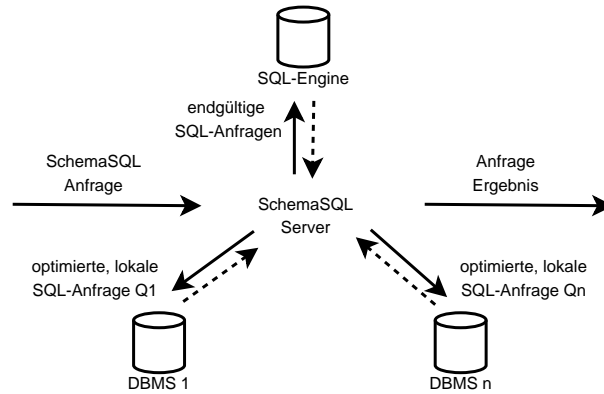 SQL-Engine
endgültige
SQL-Anfragen
SchemaSQL
Anfrage
Anfrage
Ergebnis
SchemaSQL
Server
optimierte, lokale
SQL-Anfrage Q1
optimierte, lokale
SQL-Anfrage Qn
DBMS 1
DBMS n